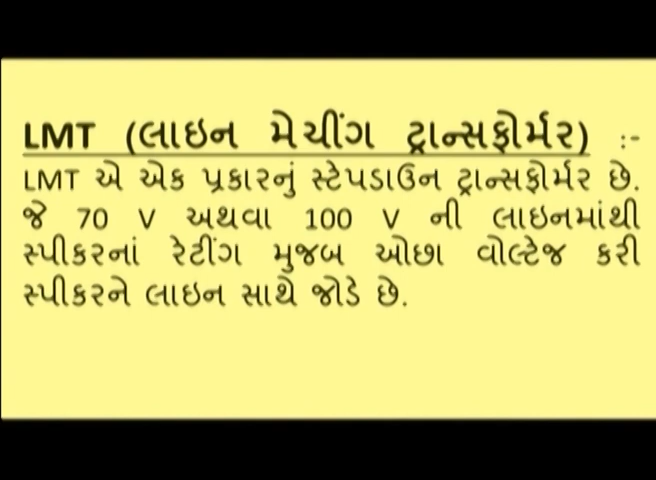 LMT (લાઇન મેચીંગ ટ્રાન્સફોર્મર) :-
LMT એ એક પ્રકારનું સ્ટેપડાઉન ટ્રાન્સફોર્મર છે.
જે 70 V અથવા 100 V ની લાઇનમાંથી
સ્પીકરનાં રેટીંગ મુજબ ઓછા વોલ્ટેજ કરી
સ્પીકરને લાઇન સાથે જોડે છે.